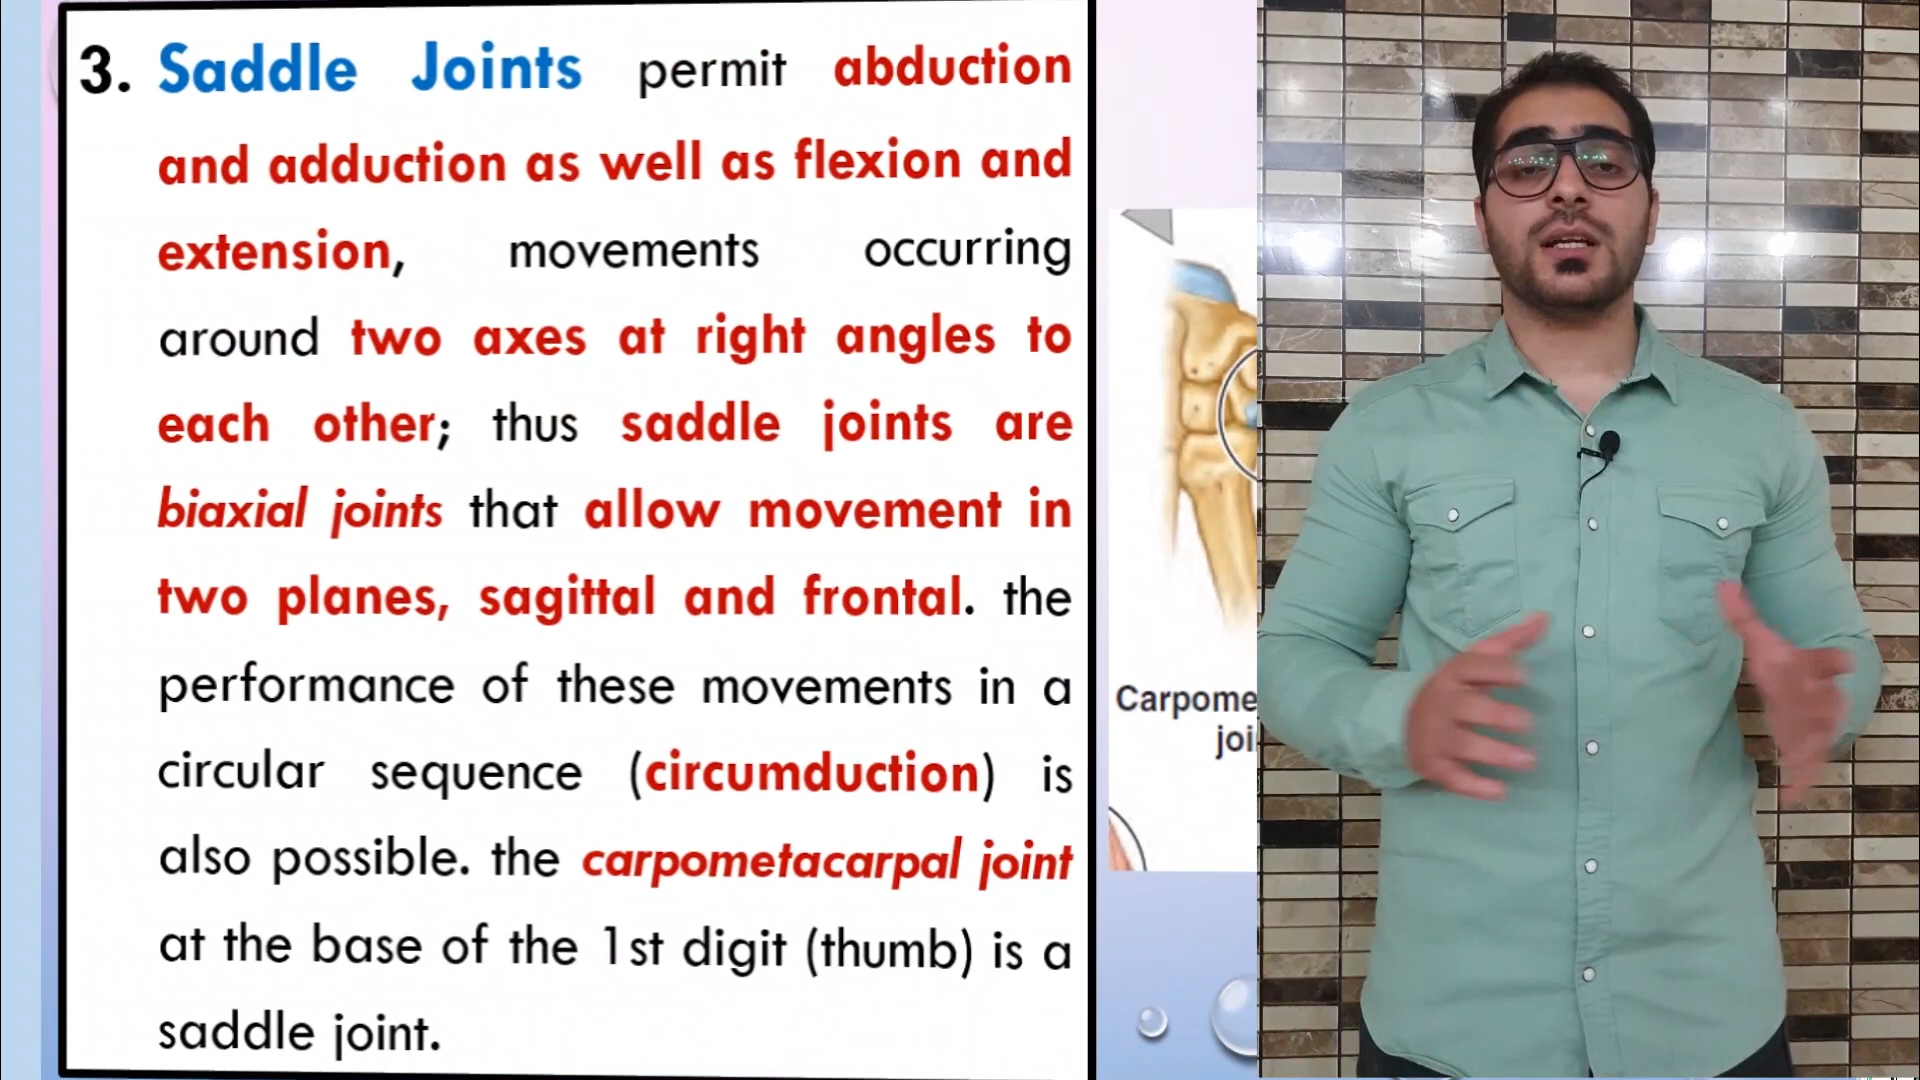 3. Saddle Joints permit abduction
and adduction as well as flexion and
extension, movements occurring
around two axes at right angles to
each other; thus saddle joints are
biaxial joints that allow movement in
two planes, sagittal and frontal. the
performance of these movements in a
circular sequence (circumduction) is
also possible. the carpometacarpal joint
at the base of the 1st digit (thumb) is a
saddle joint.
Carpome
joi